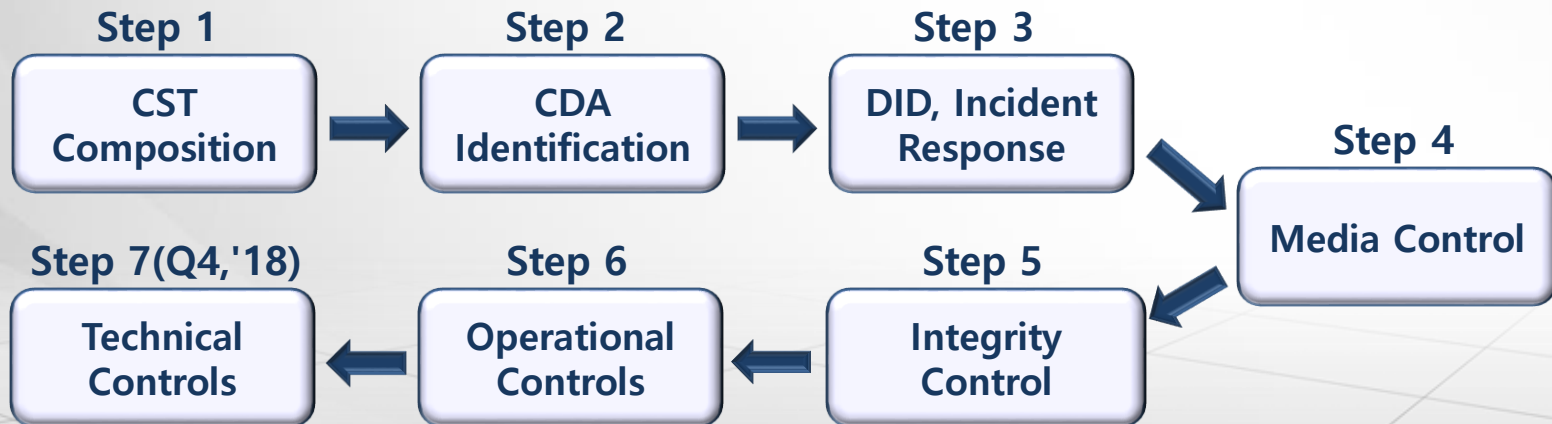 Step 1
CST
Composition
Step 2
CDA
Identification
Step 3
DID, Incident
Response
Step 4
Media Control
Step 5
Integrity
Control
Step 6
Operational
Controls
Step 7(Q4,'18)
Technical
Controls